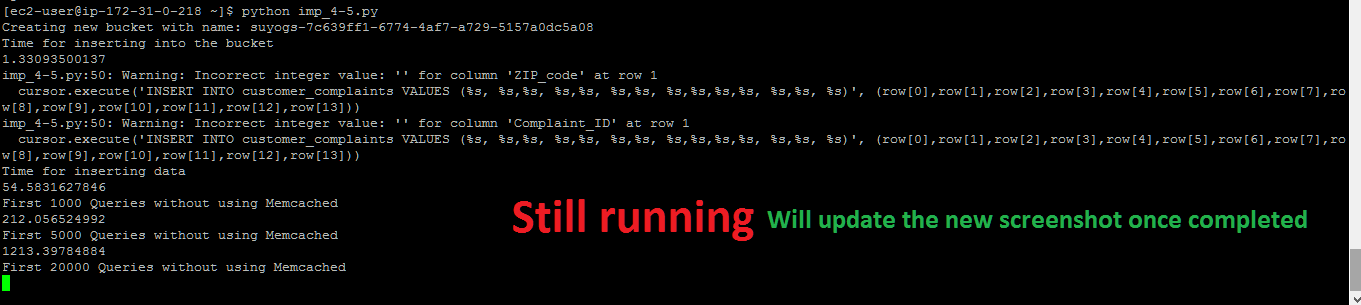 [ec2-user@ip-172-31-0-218 ~]$ python imp_4-5.py
Creating new bucket with name: suyogs-7c639ff1-6774-4af7-a729-5157a0dc5a08
Time for inserting into the bucket
1.33093500137
imp_4-5.py:50: Warning: Incorrect integer value: '' for column 'ZIP_code' at row 1
  cursor.execute('INSERT INTO customer_complaints VALUES (%s, %s,%s, %s,%s, %s,%s, %s,%s,%s,%s, %s,%s, %s)', (row[0],row[1],row[2],row[3],row[4],row[5],row[6],row[7],ro
w[8],row[9],row[10],row[11],row[12],row[13]))
imp_4-5.py:50: Warning: Incorrect integer value: '' for column 'Complaint_ID' at row 1
  cursor.execute('INSERT INTO customer_complaints VALUES (%s, %s,%s, %s,%s, %s,%s, %s,%s,%s,%s, %s,%s, %s)', (row[0],row[1],row[2],row[3],row[4],row[5],row[6],row[7],ro
w[8],row[9],row[10],row[11],row[12],row[13]))
Time for inserting data
54.5831627846
First 1000 Queries without using Memcached
212.056524992
First 5000 Queries without using Memcached
1213.39784884
First 20000 Queries without using Memcached
Still running Will update the new screenshot once completed